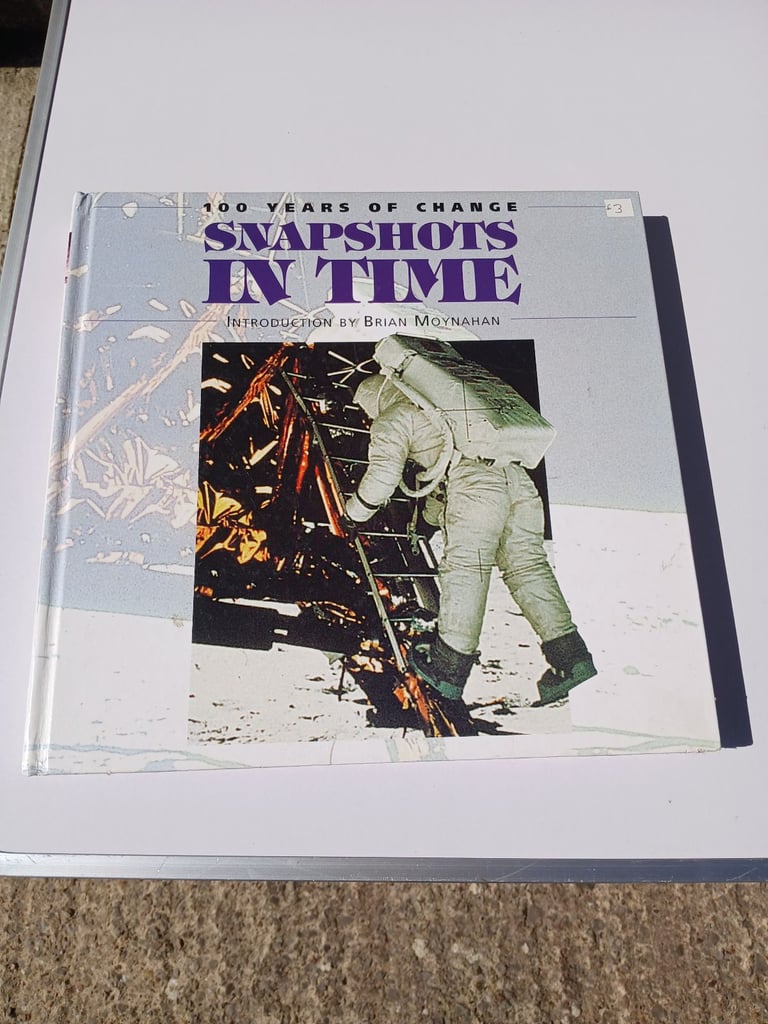 100 YEARS OF CHANGE
£3
SNAPSHOTS
IN TIME
INTRODUCTION BY BRIAN MOYNAHAN